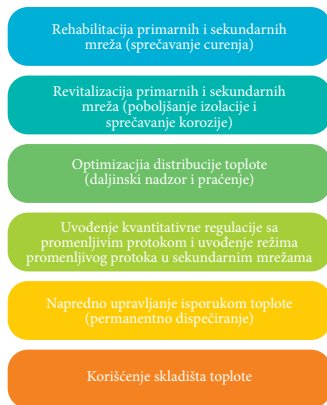 Rehabilitacija primarnih i sekundarnih
mreža (sprečavanje curenja)
Revitalizacija primarnih i sekundarnih
mreža (poboljšanje izolacije i
sprečavanje korozije)
Optimizacjia distribucije toplote
(daljinski nadzor i praćenje)
Uvođenje kvantitativne regulacije sa
promenljivim protokom i uvođenje režima
promenljivog protoka u sekundarnim mrežama
Napredno upravljanje isporukom toplote
(permanentno dispečiranje)
Korišćenje skladišta toplote